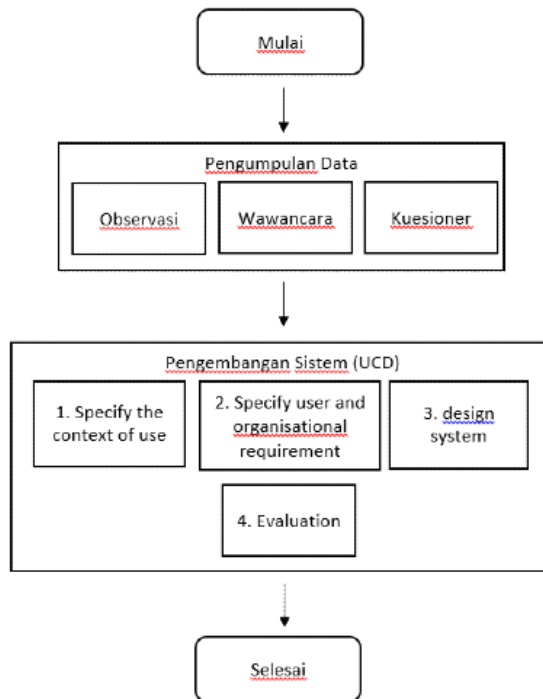 Mulai
Pengumpulan Data
Observasi
Wawancara
Kuesioner
Pengembangan Sistem (UCD)
1. Specify the
context of use
2. Specify user and
organisational
requirement
3. design
system
4. Evaluation
Selesai